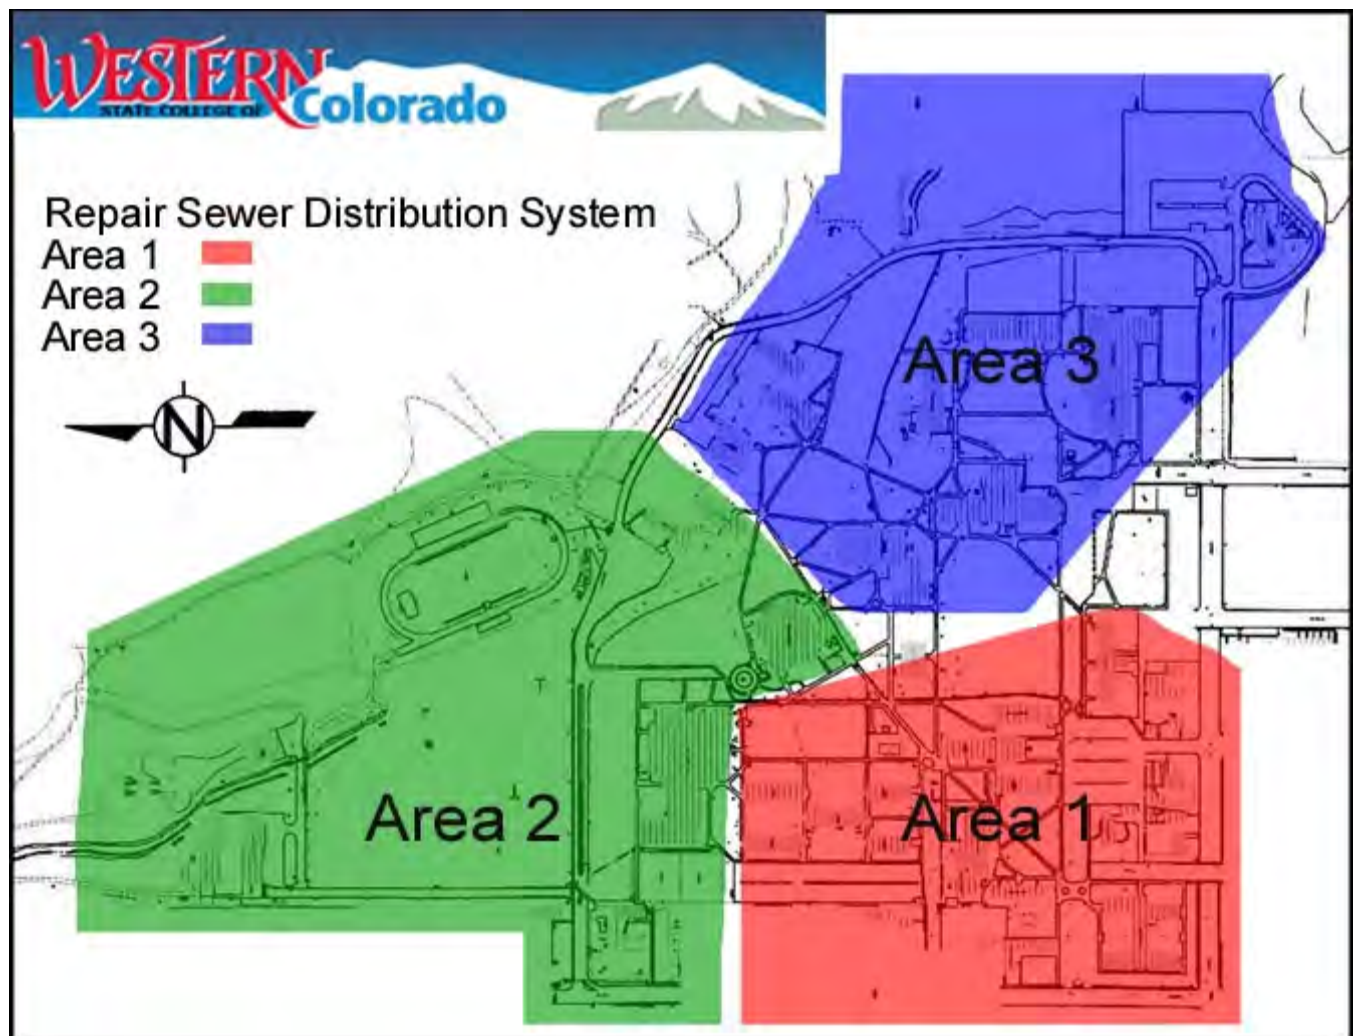 WESTERN
STATE COLLEGE OF
Colorado
Repair Sewer Distribution System
Area 1
Area 2
Area 3
N
Area 3
Area 2
Area 1